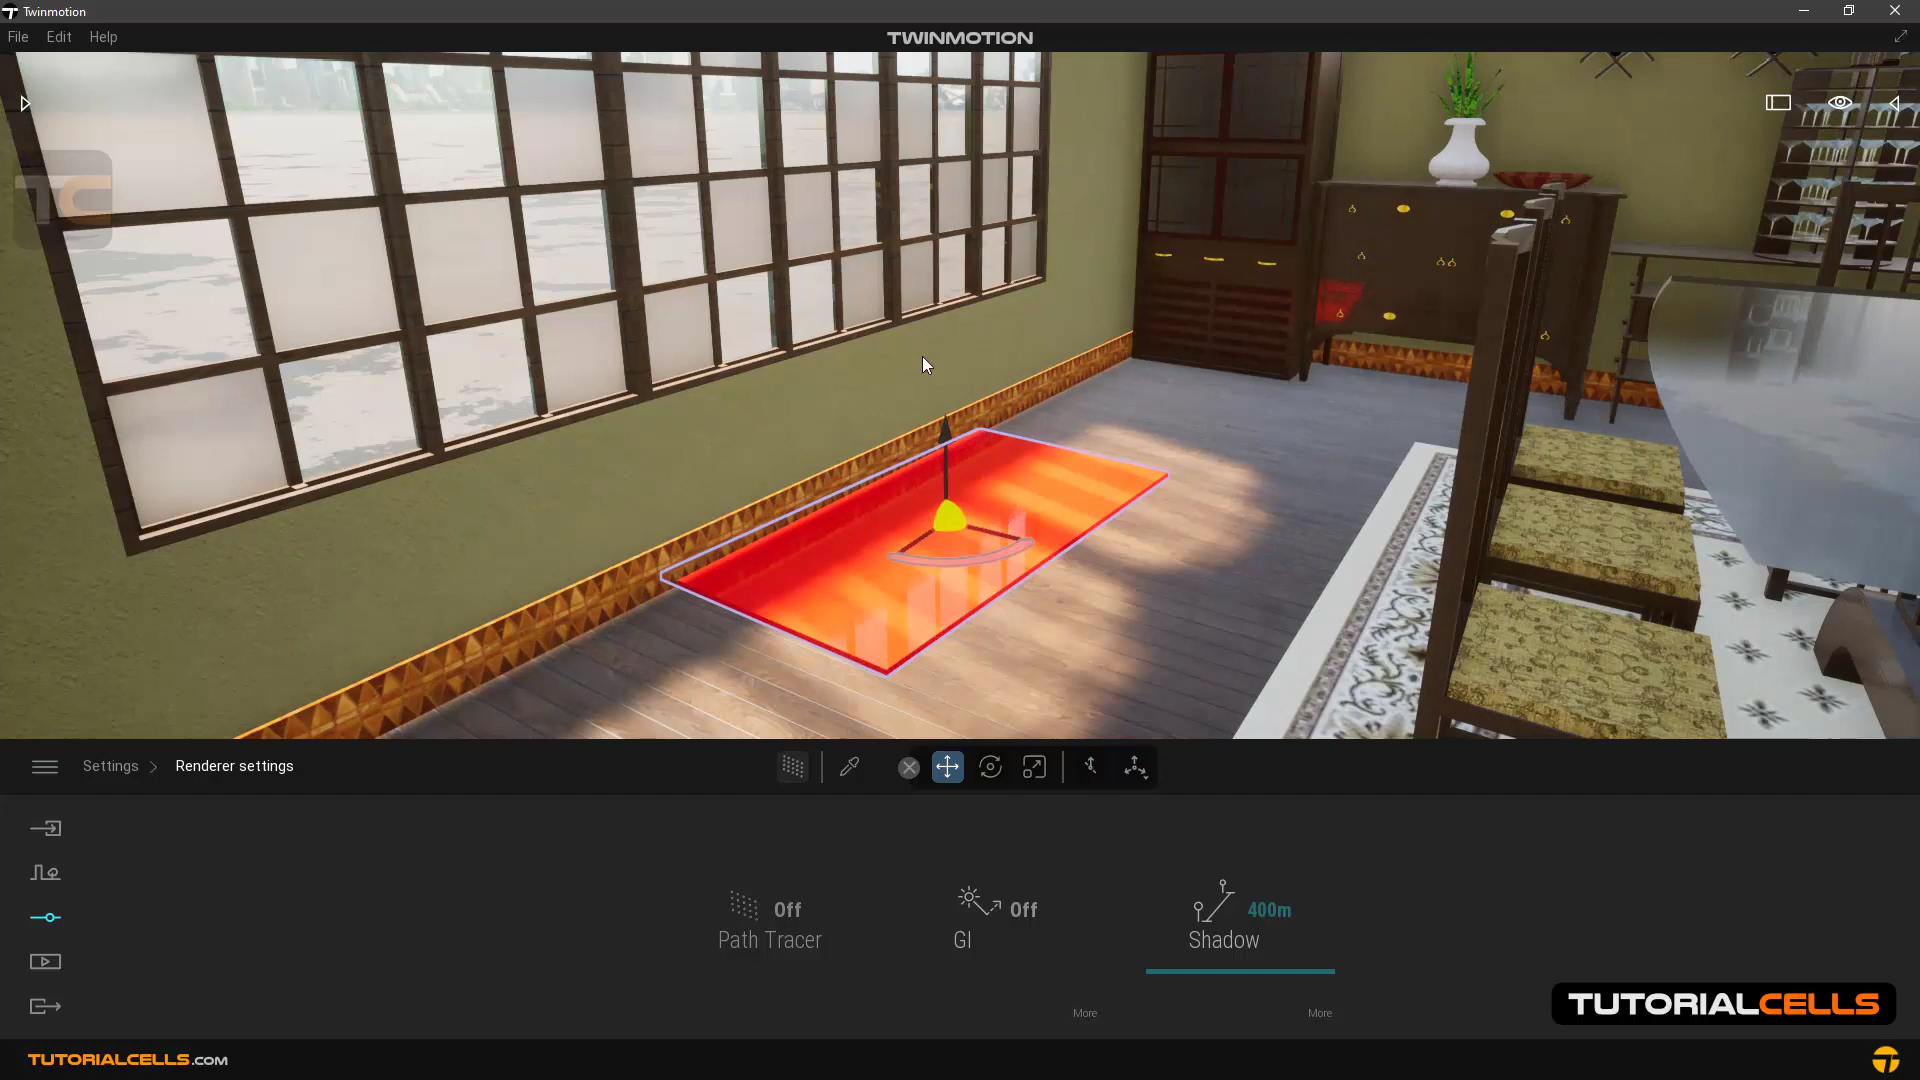 Twinmotion
File Edit Help
TWINMOTION
TC
Settings > Renderer settings
Off
Path Tracer
Off
GI
400m
Shadow
More
More
TUTORIALCELLS
TUTORIALCELLS.COM